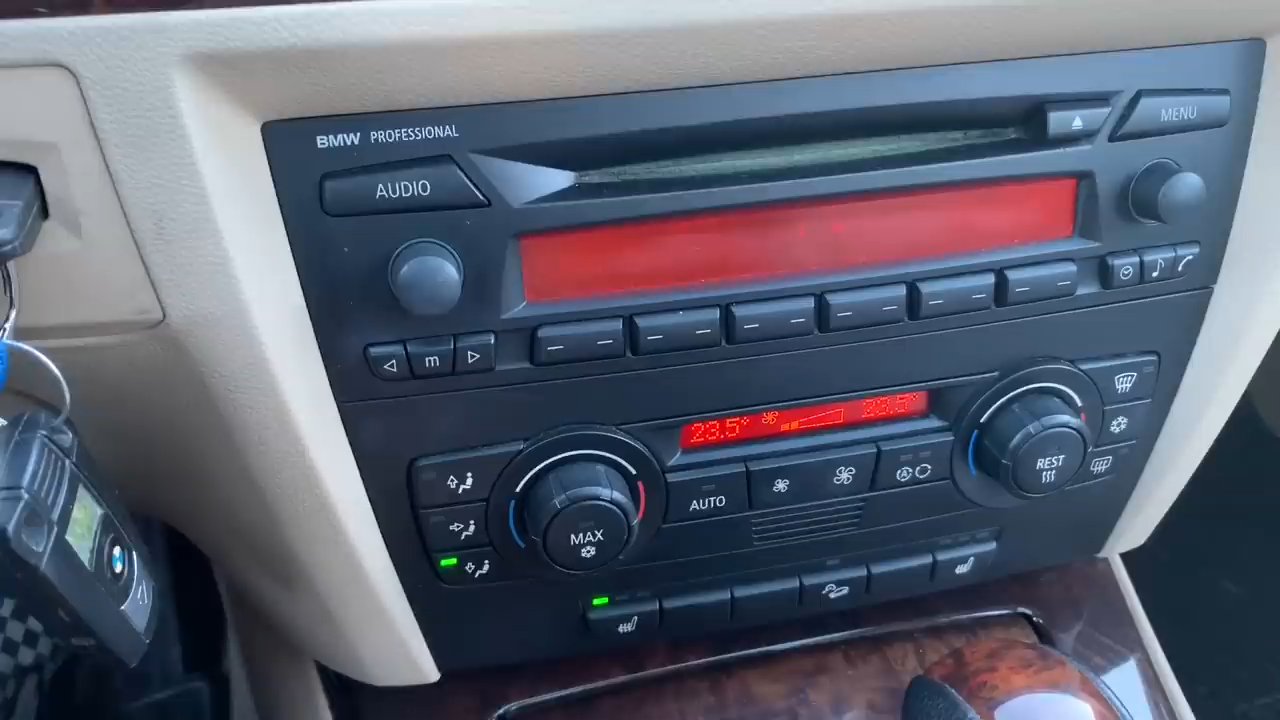 BMW PROFESSIONAL
MENU
AUDIO
m
23.5° 23.5°
REST
AUTO
A
MAX